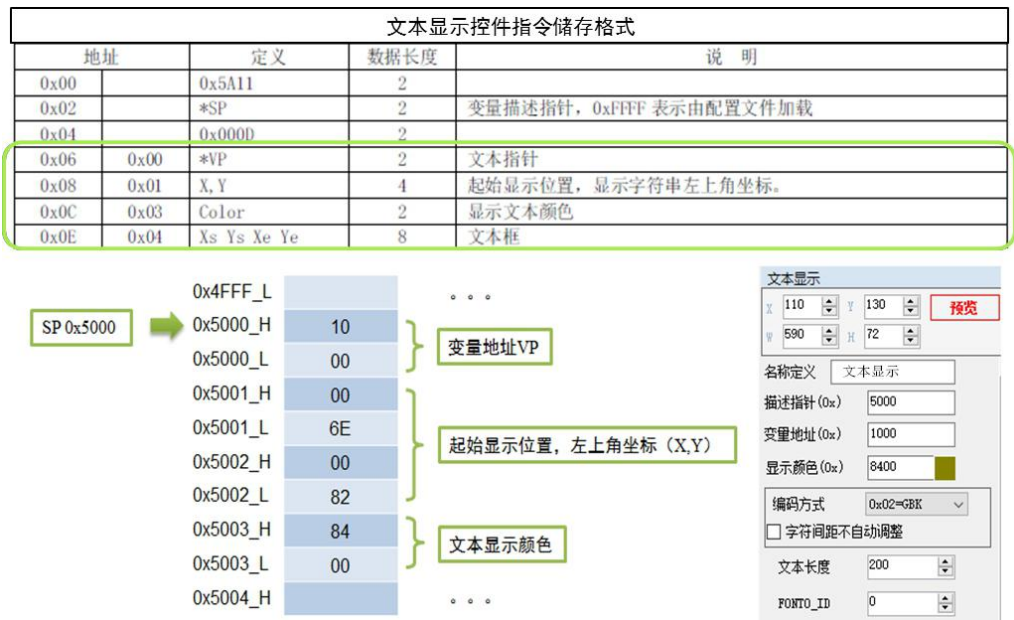 文本显示控件指令储存格式
地址 定义 数据长度 说 明
0x00 0x5A11 2
0x02 *SP 2 变量描述指针，0xFFFF 表示由配置文件加载
0x04 0x000D 2
0x06 0x00 *VP 2 文本指针
0x08 0x01 X,Y 4 起始显示位置，显示字符串左上角坐标。
0x0C 0x03 Color 2 显示文本颜色
0x0E 0x04 Xs Ys Xe Ye 8 文本框
SP 0x5000
0x4FFF_L 。。。
0x5000_H 10
0x5000_L 00
变量地址VP
0x5001_H 00
0x5001_L 6E
0x5002_H 00
0x5002_L 82
起始显示位置，左上角坐标（X,Y）
0x5003_H 84
0x5003_L 00
文本显示颜色
0x5004_H 。。。
文本显示
X 110 Y 130 预览
W 590 H 72
名称定义 文本显示
描述指针(0x) 5000
变量地址(0x) 1000
显示颜色(0x) 8400
编码方式 0x02=GBK
字符间距不自动调整
文本长度 200
FONTO_ID 0